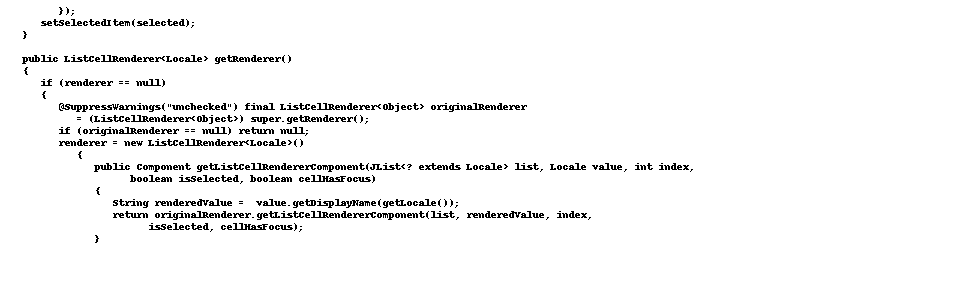 });
setSelectedItem(selected);
}
public ListCellRenderer<Locale> getRenderer()
{
if (renderer == null)
{
@SuppressWarnings("unchecked") final ListCellRenderer<Object> originalRenderer
= (ListCellRenderer<Object>) super.getRenderer();
if (originalRenderer == null) return null;
renderer = new ListCellRenderer<Locale>()
{
public Component getListCellRendererComponent(JList<? extends Locale> list, Locale value, int index,
boolean isSelected, boolean cellHasFocus)
{
String renderedValue =  value.getDisplayName(getLocale());
return originalRenderer.getListCellRendererComponent(list, renderedValue, index,
isSelected, cellHasFocus);
}